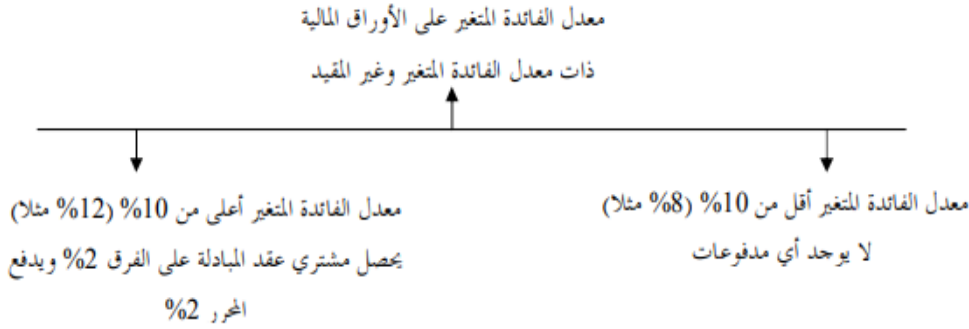 معدل الفائدة المتغير على الأوراق المالية
ذات معدل الفائدة المتغير وغير المقيد
معدل الفائدة المتغير أقل من 10% (8% مثلا)
لا يوجد أي مدفوعات
معدل الفائدة المتغير أعلى من 10% (12% مثلا)
يحصل مشتري عقد المبادلة على الفرق 2% ويدفع
المحرر 2%